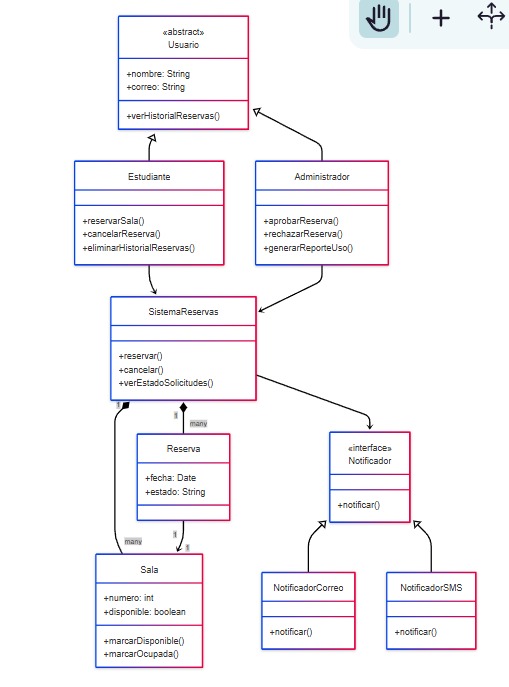 «abstract»
Usuario
+nombre: String
+correo: String
+verHistorialReservas()
Estudiante
+reservarSala()
+cancelarReserva()
+eliminarHistorialReservas()
Administrador
+aprobarReserva()
+rechazarReserva()
+generarReporteUso()
SistemaReservas
+reservar()
+cancelar()
+verEstadoSolicitudes()
1
1
many
Reserva
+fecha: Date
+estado: String
«interface»
Notificador
+notificar()
1
many
1
Sala
+numero: int
+disponible: boolean
+marcarDisponible()
+marcarOcupada()
NotificadorCorreo
+notificar()
NotificadorSMS
+notificar()